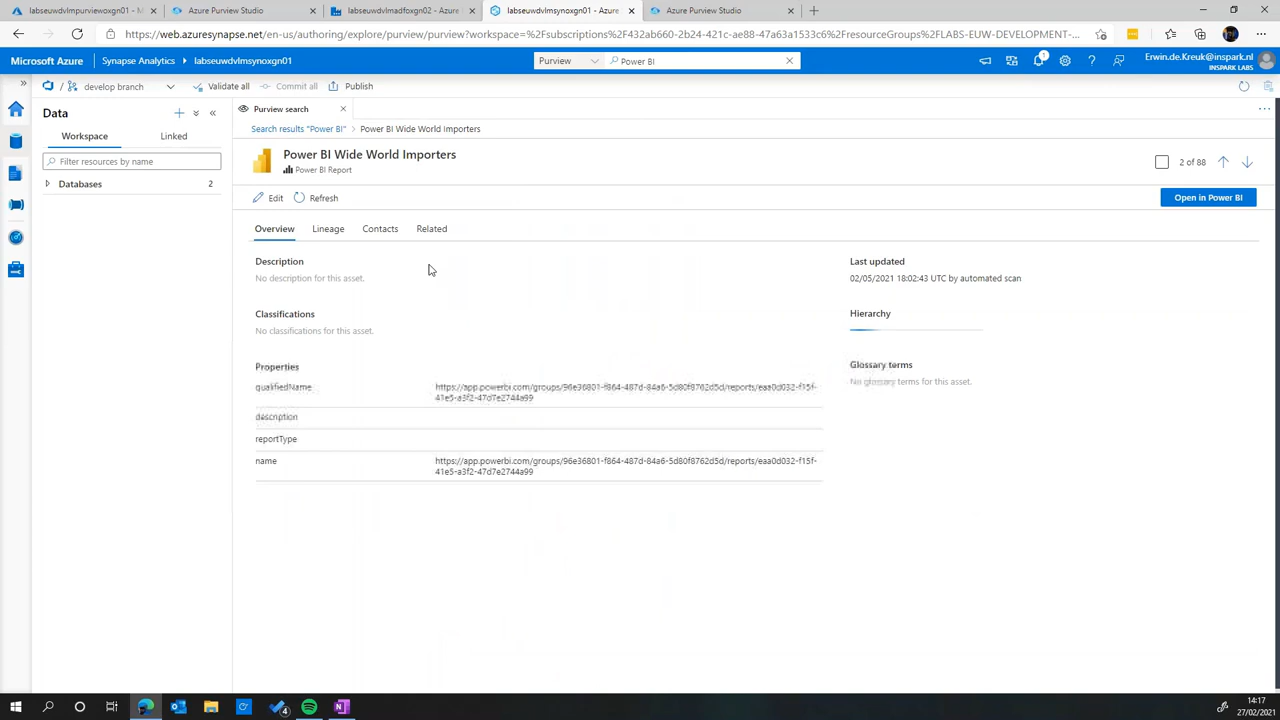 labseuwdvlmpurviewoxgn01 - M
Azure Purview Studio
labseuwdvlmadfoxgn02 - Azure
labseuwdvlmsynoxgn01 - Azure
Azure Purview Studio
https://web.azuresynapse.net/en-us/authoring/explore/purview/purview?workspace=%2Fsubscriptions%2F432ab660-2b24-421c-ae88-47a63a1533c6%2FresourceGroups%2FLABS-EUW-DEVELOPMENT-...
Microsoft Azure
Synapse Analytics
labseuwdvlmsynoxgn01
Purview
Power BI
1
Erwin.de.Kreuk@inspark.nl
INSPARK LABS
develop branch
Validate all
Commit all
Publish
Data
Workspace
Linked
Filter resources by name
Databases
2
Purview search
Search results "Power BI" > Power BI Wide World Importers
Power BI Wide World Importers
Power BI Report
2 of 88
Edit
Refresh
Open in Power BI
Overview
Lineage
Contacts
Related
Description
No description for this asset.
Classifications
No classifications for this asset.
Properties
qualifiedName
https://app.powerbi.com/groups/96e36801-f864-487d-84a6-5d80f8762d5d/reports/eaa0d032-f15f-
41e5-a3f2-47d7e2744a99
description
reportType
name
https://app.powerbi.com/groups/96e36801-f864-487d-84a6-5d80f8762d5d/reports/eaa0d032-f15f-
41e5-a3f2-47d7e2744a99
Last updated
02/05/2021 18:02:43 UTC by automated scan
Hierarchy
Glossary terms
No glossary terms for this asset.
4
14:17
27/02/2021